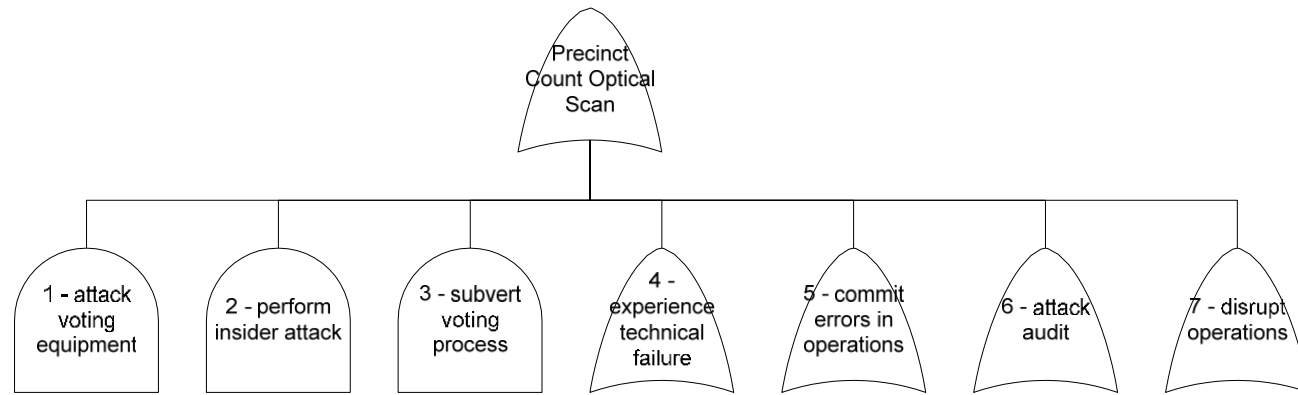 Precinct
Count Optical
Scan
1 - attack
voting
equipment
2 - perform
insider attack
3 - subvert
voting
process
4 -
experience
technical
failure
5 - commit
errors in
operations
6 - attack
audit
7 - disrupt
operations